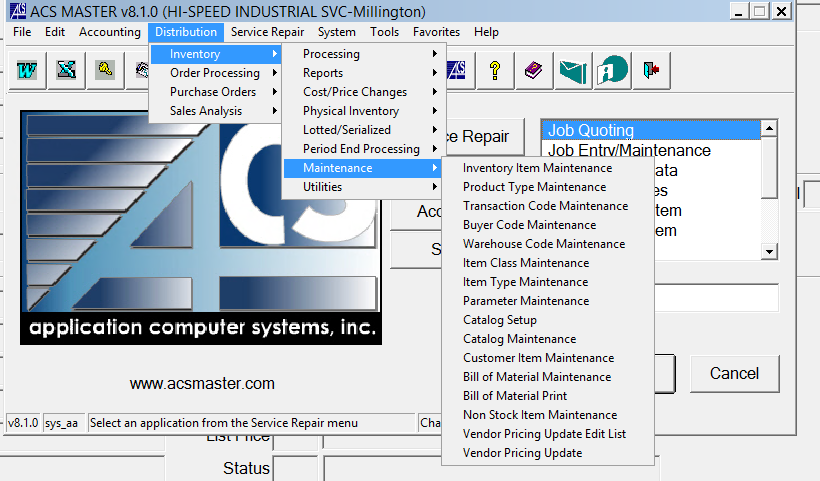 ACS MASTER v8.1.0 (HI-SPEED INDUSTRIAL SVC-Millington)
File Edit Accounting Distribution Service Repair System Tools Favorites Help
Inventory
Order Processing
Purchase Orders
Sales Analysis
Processing
Reports
Cost/Price Changes
Physical Inventory
Lotted/Serialized
Period End Processing
Maintenance
Utilities
Inventory Item Maintenance
Product Type Maintenance
Transaction Code Maintenance
Buyer Code Maintenance
Warehouse Code Maintenance
Item Class Maintenance
Item Type Maintenance
Parameter Maintenance
Catalog Setup
Catalog Maintenance
Customer Item Maintenance
Bill of Material Maintenance
Bill of Material Print
Non Stock Item Maintenance
Vendor Pricing Update Edit List
Vendor Pricing Update
Repair
Job Quoting
Job Entry/Maintenance
ACS
application computer systems, inc.
www.acsmaster.com
Cancel
v8.1.0 sys_aa Select an application from the Service Repair menu
List Price
Status